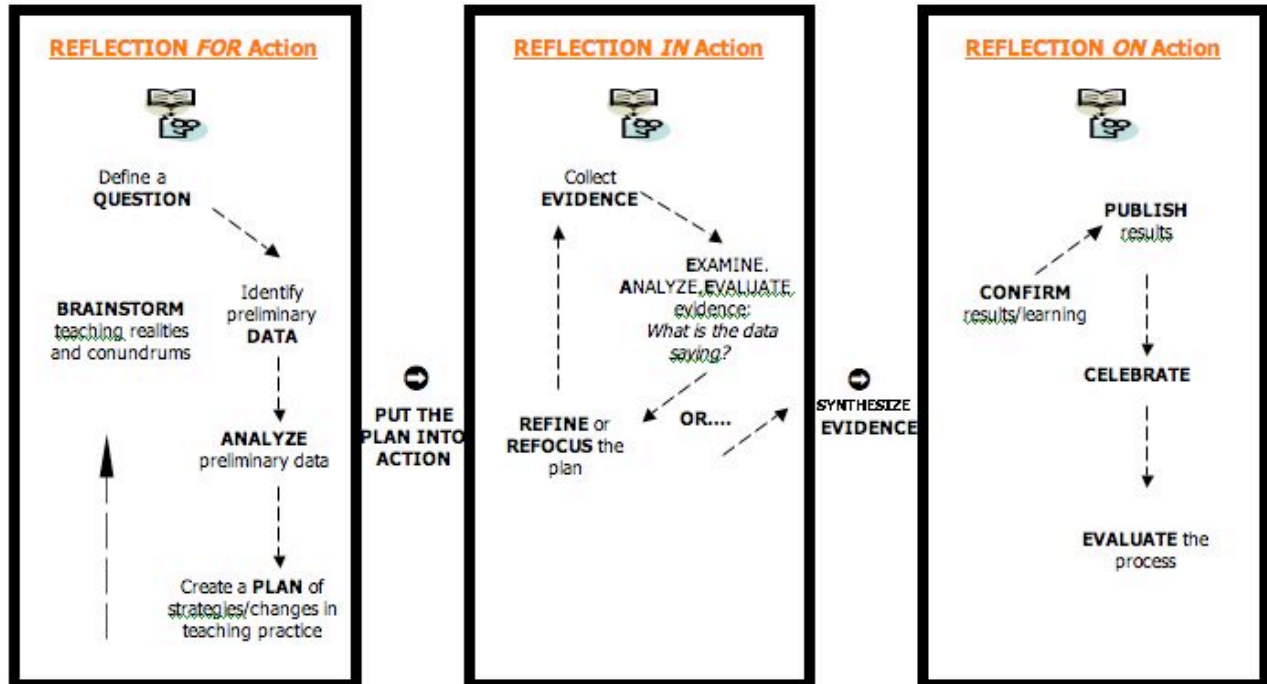 REFLECTION FOR Action
Define a
QUESTION
BRAINSTORM
teaching realities
and conundrums
Identify
preliminary
DATA
ANALYZE
preliminary data
Create a PLAN of
strategies/changes in
teaching practice
PUT THE
PLAN INTO
ACTION
REFLECTION IN Action
Collect
EVIDENCE
EXAMINE.
ANALYZE,EVALUATE
evidence:
What is the data
saying?
REFINE or
REFOCUS the
plan
OR....
SYNTHESIZE
EVIDENCE
REFLECTION ON Action
PUBLISH
results
CONFIRM
results/learning
CELEBRATE
EVALUATE the
process